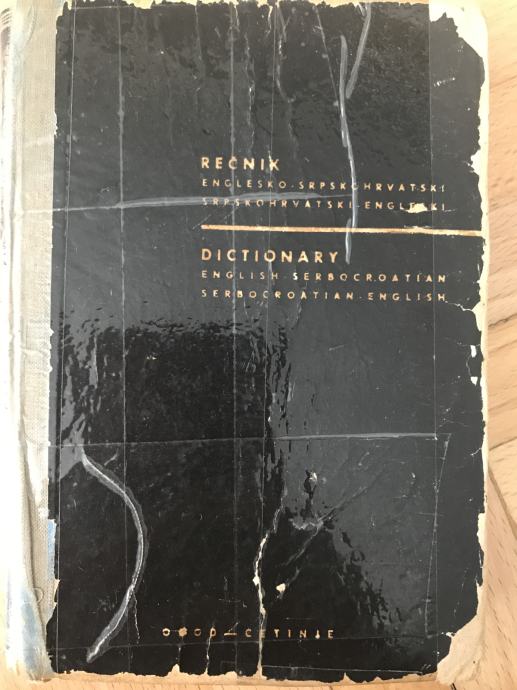 REČNIK
ENGLESKO-SRPSKOHRVATSKI
SRPSKOHRVATSKI-ENGLESKI
DICTIONARY
ENGLISH-SERBOCROATIAN
SERBOCROATIAN-ENGLISH
OBOD—CETINJE